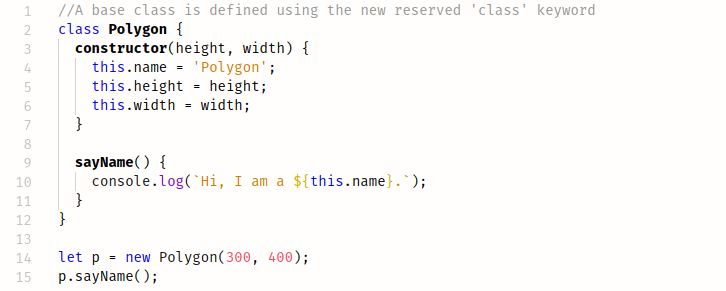 1 //A base class is defined using the new reserved 'class' keyword
2 class Polygon {
3   constructor(height, width) {
4     this.name = 'Polygon';
5     this.height = height;
6     this.width = width;
7   }
8
9   sayName() {
10     console.log(`Hi, I am a ${this.name}.`);
11   }
12 }
13
14 let p = new Polygon(300, 400);
15 p.sayName();